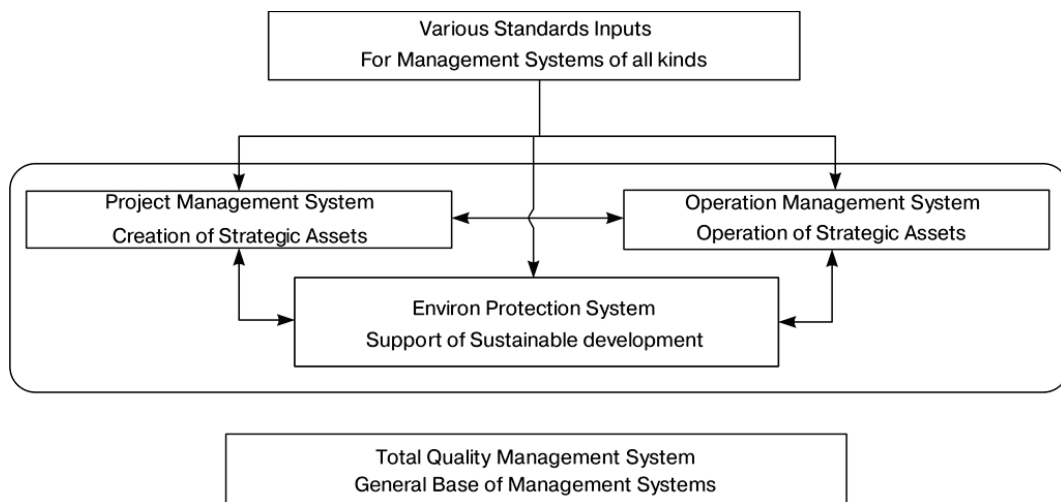 Various Standards Inputs
For Management Systems of all kinds
Project Management System
Creation of Strategic Assets
Operation Management System
Operation of Strategic Assets
Environ Protection System
Support of Sustainable development
Total Quality Management System
General Base of Management Systems